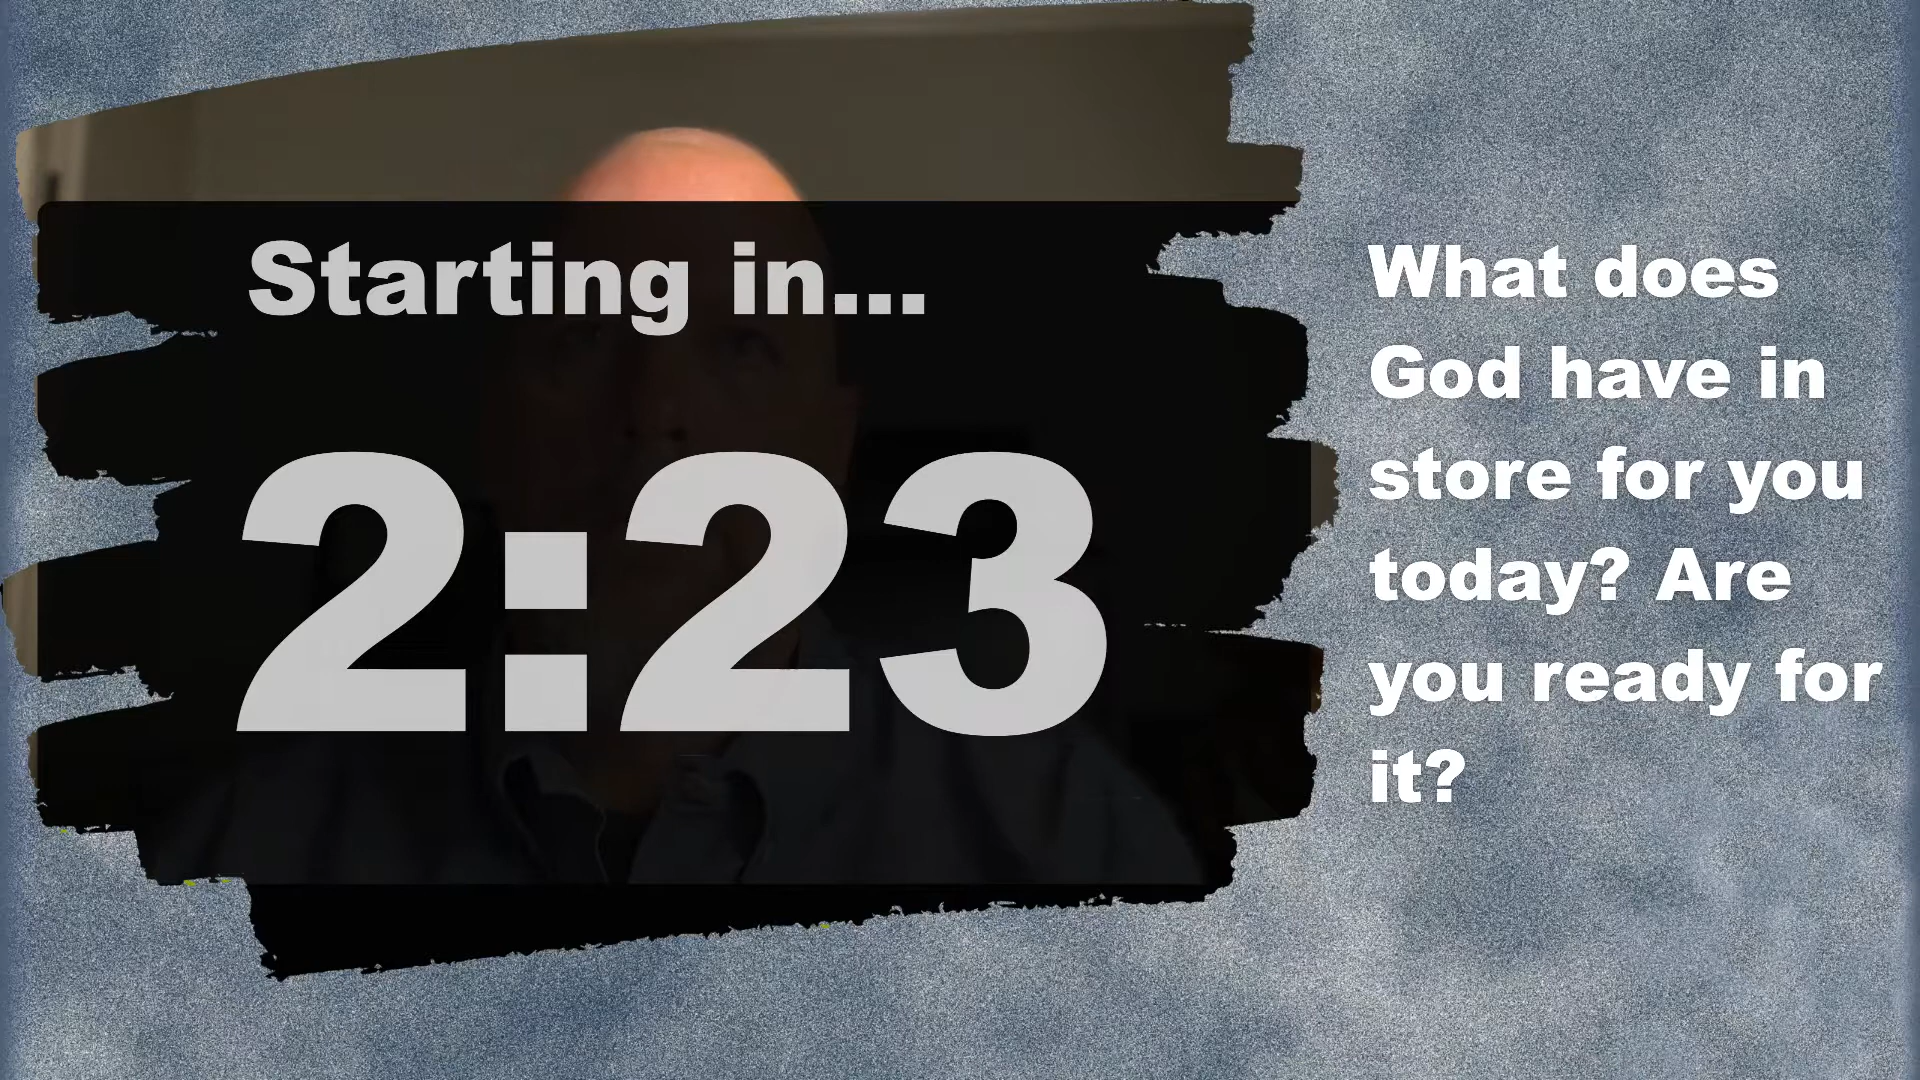 Starting in...
2:23
What does
God have in
store for you
today? Are
you ready for
it?